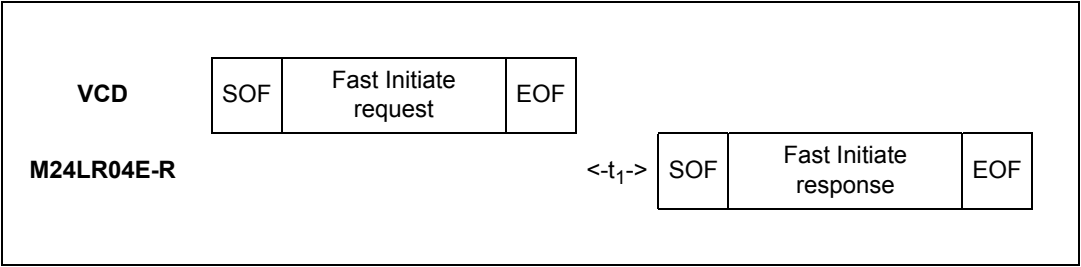 VCD SOF Fast Initiate request EOF
M24LR04E-R <-t1-> SOF Fast Initiate response EOF